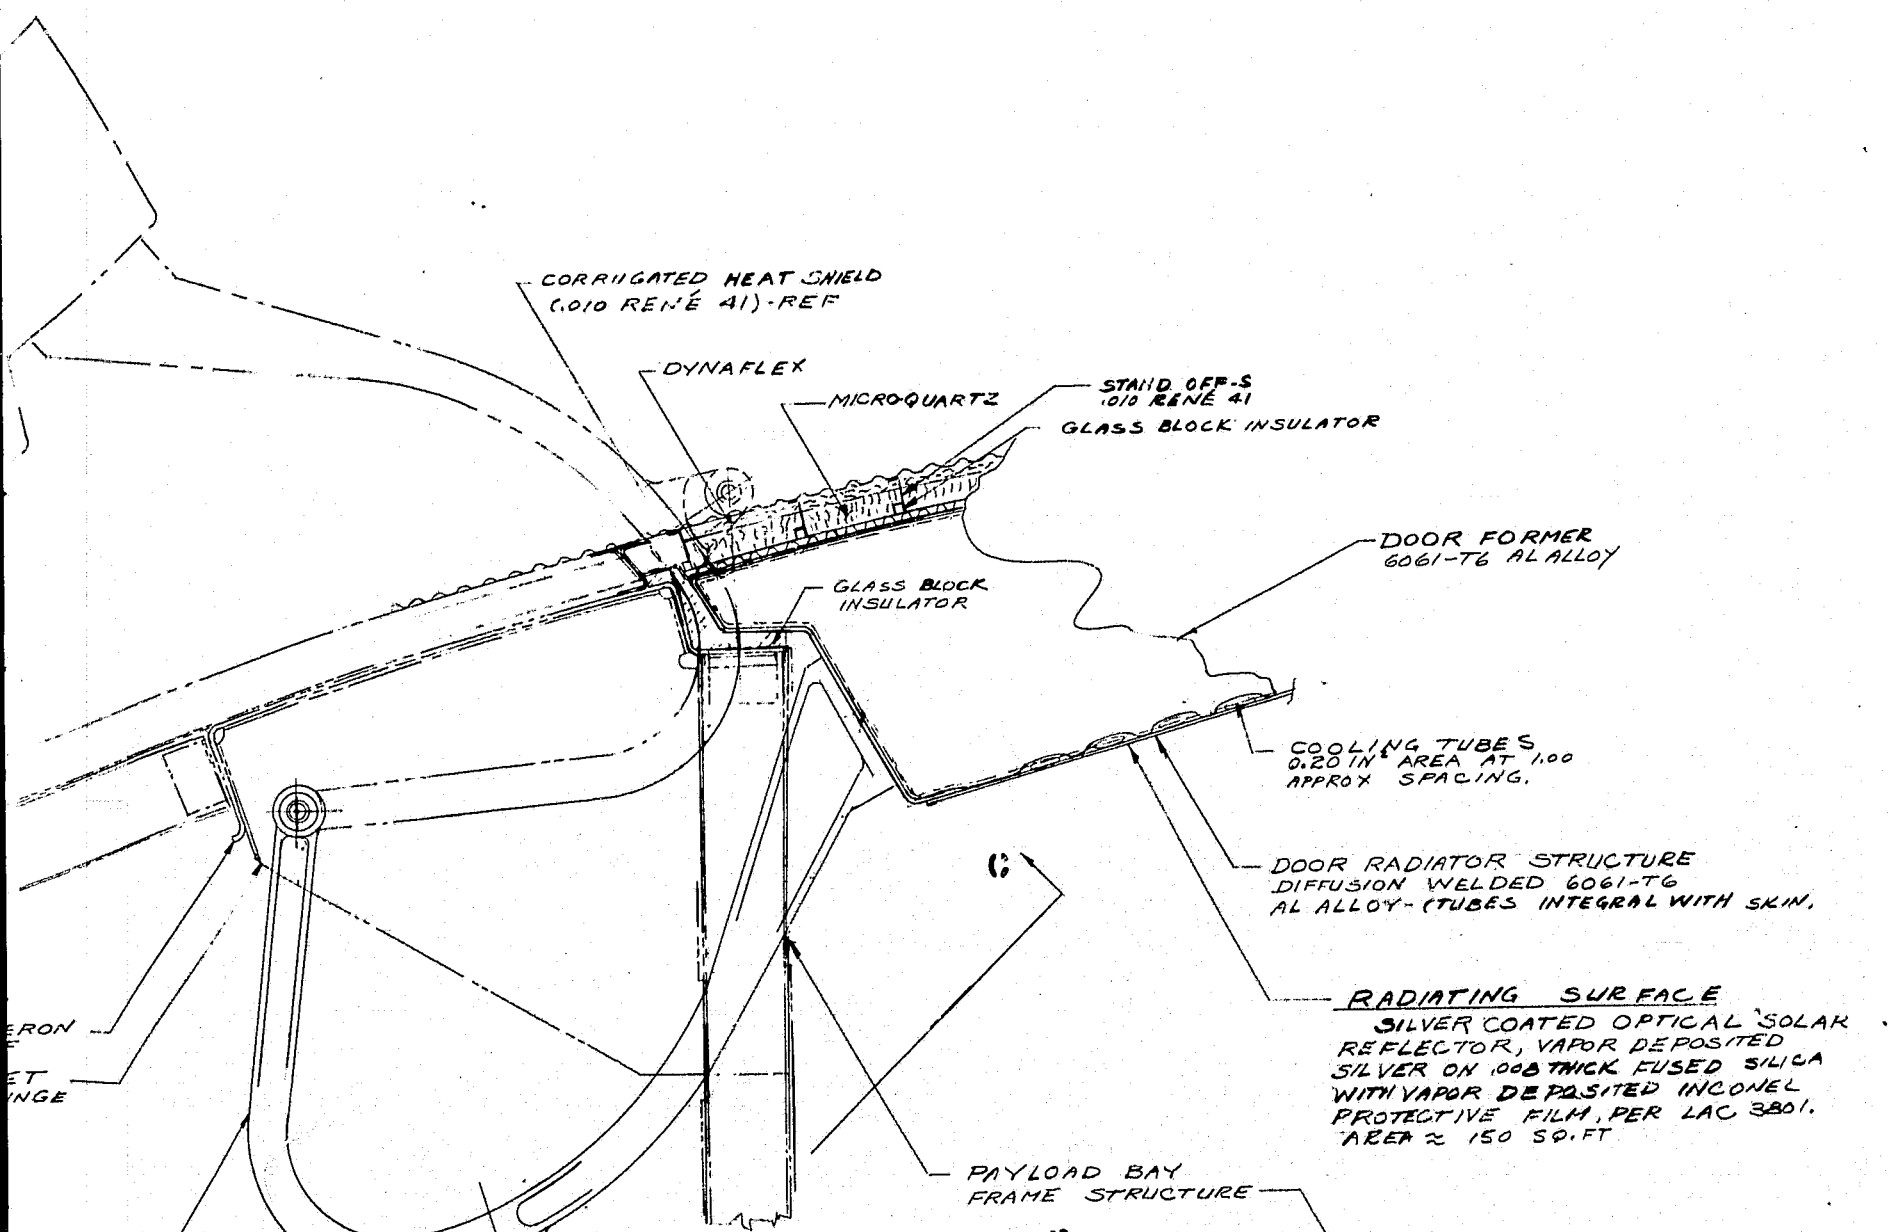 CORRUGATED HEAT SHIELD
(.010 RENÉ 41)-REF
DYNAFLEX
MICROQUARTZ
STAND OFF-S
.010 RENÉ 41
GLASS BLOCK INSULATOR
DOOR FORMER
6061-T6 AL ALLOY
GLASS BLOCK
INSULATOR
COOLING TUBES
0.20 IN² AREA AT 1.00
APPROX SPACING.
C
DOOR RADIATOR STRUCTURE
DIFFUSION WELDED 6061-T6
AL ALLOY-(TUBES INTEGRAL WITH SKIN.
RADIATING SURFACE
SILVER COATED OPTICAL SOLAR
REFLECTOR, VAPOR DEPOSITED
SILVER ON .008 THICK FUSED SILICA
WITH VAPOR DEPOSITED INCONEL
PROTECTIVE FILM, PER LAC 3801.
AREA ≈ 150 SQ.FT
ERON
ET
INGE
PAYLOAD BAY
FRAME STRUCTURE